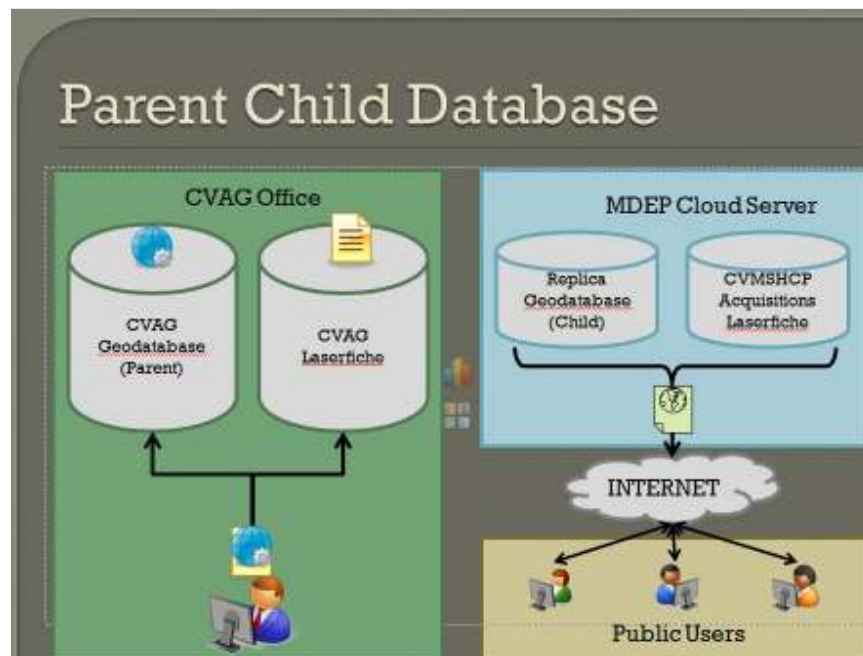 Parent Child Database
CVAG Office
CVAG
Geodatabase
(Parent)
CVAG
Laserfiche
MDEP Cloud Server
Replica
Geodatabase
(Child)
CVMSHCP
Acquisitions
Laserfiche
INTERNET
Public Users